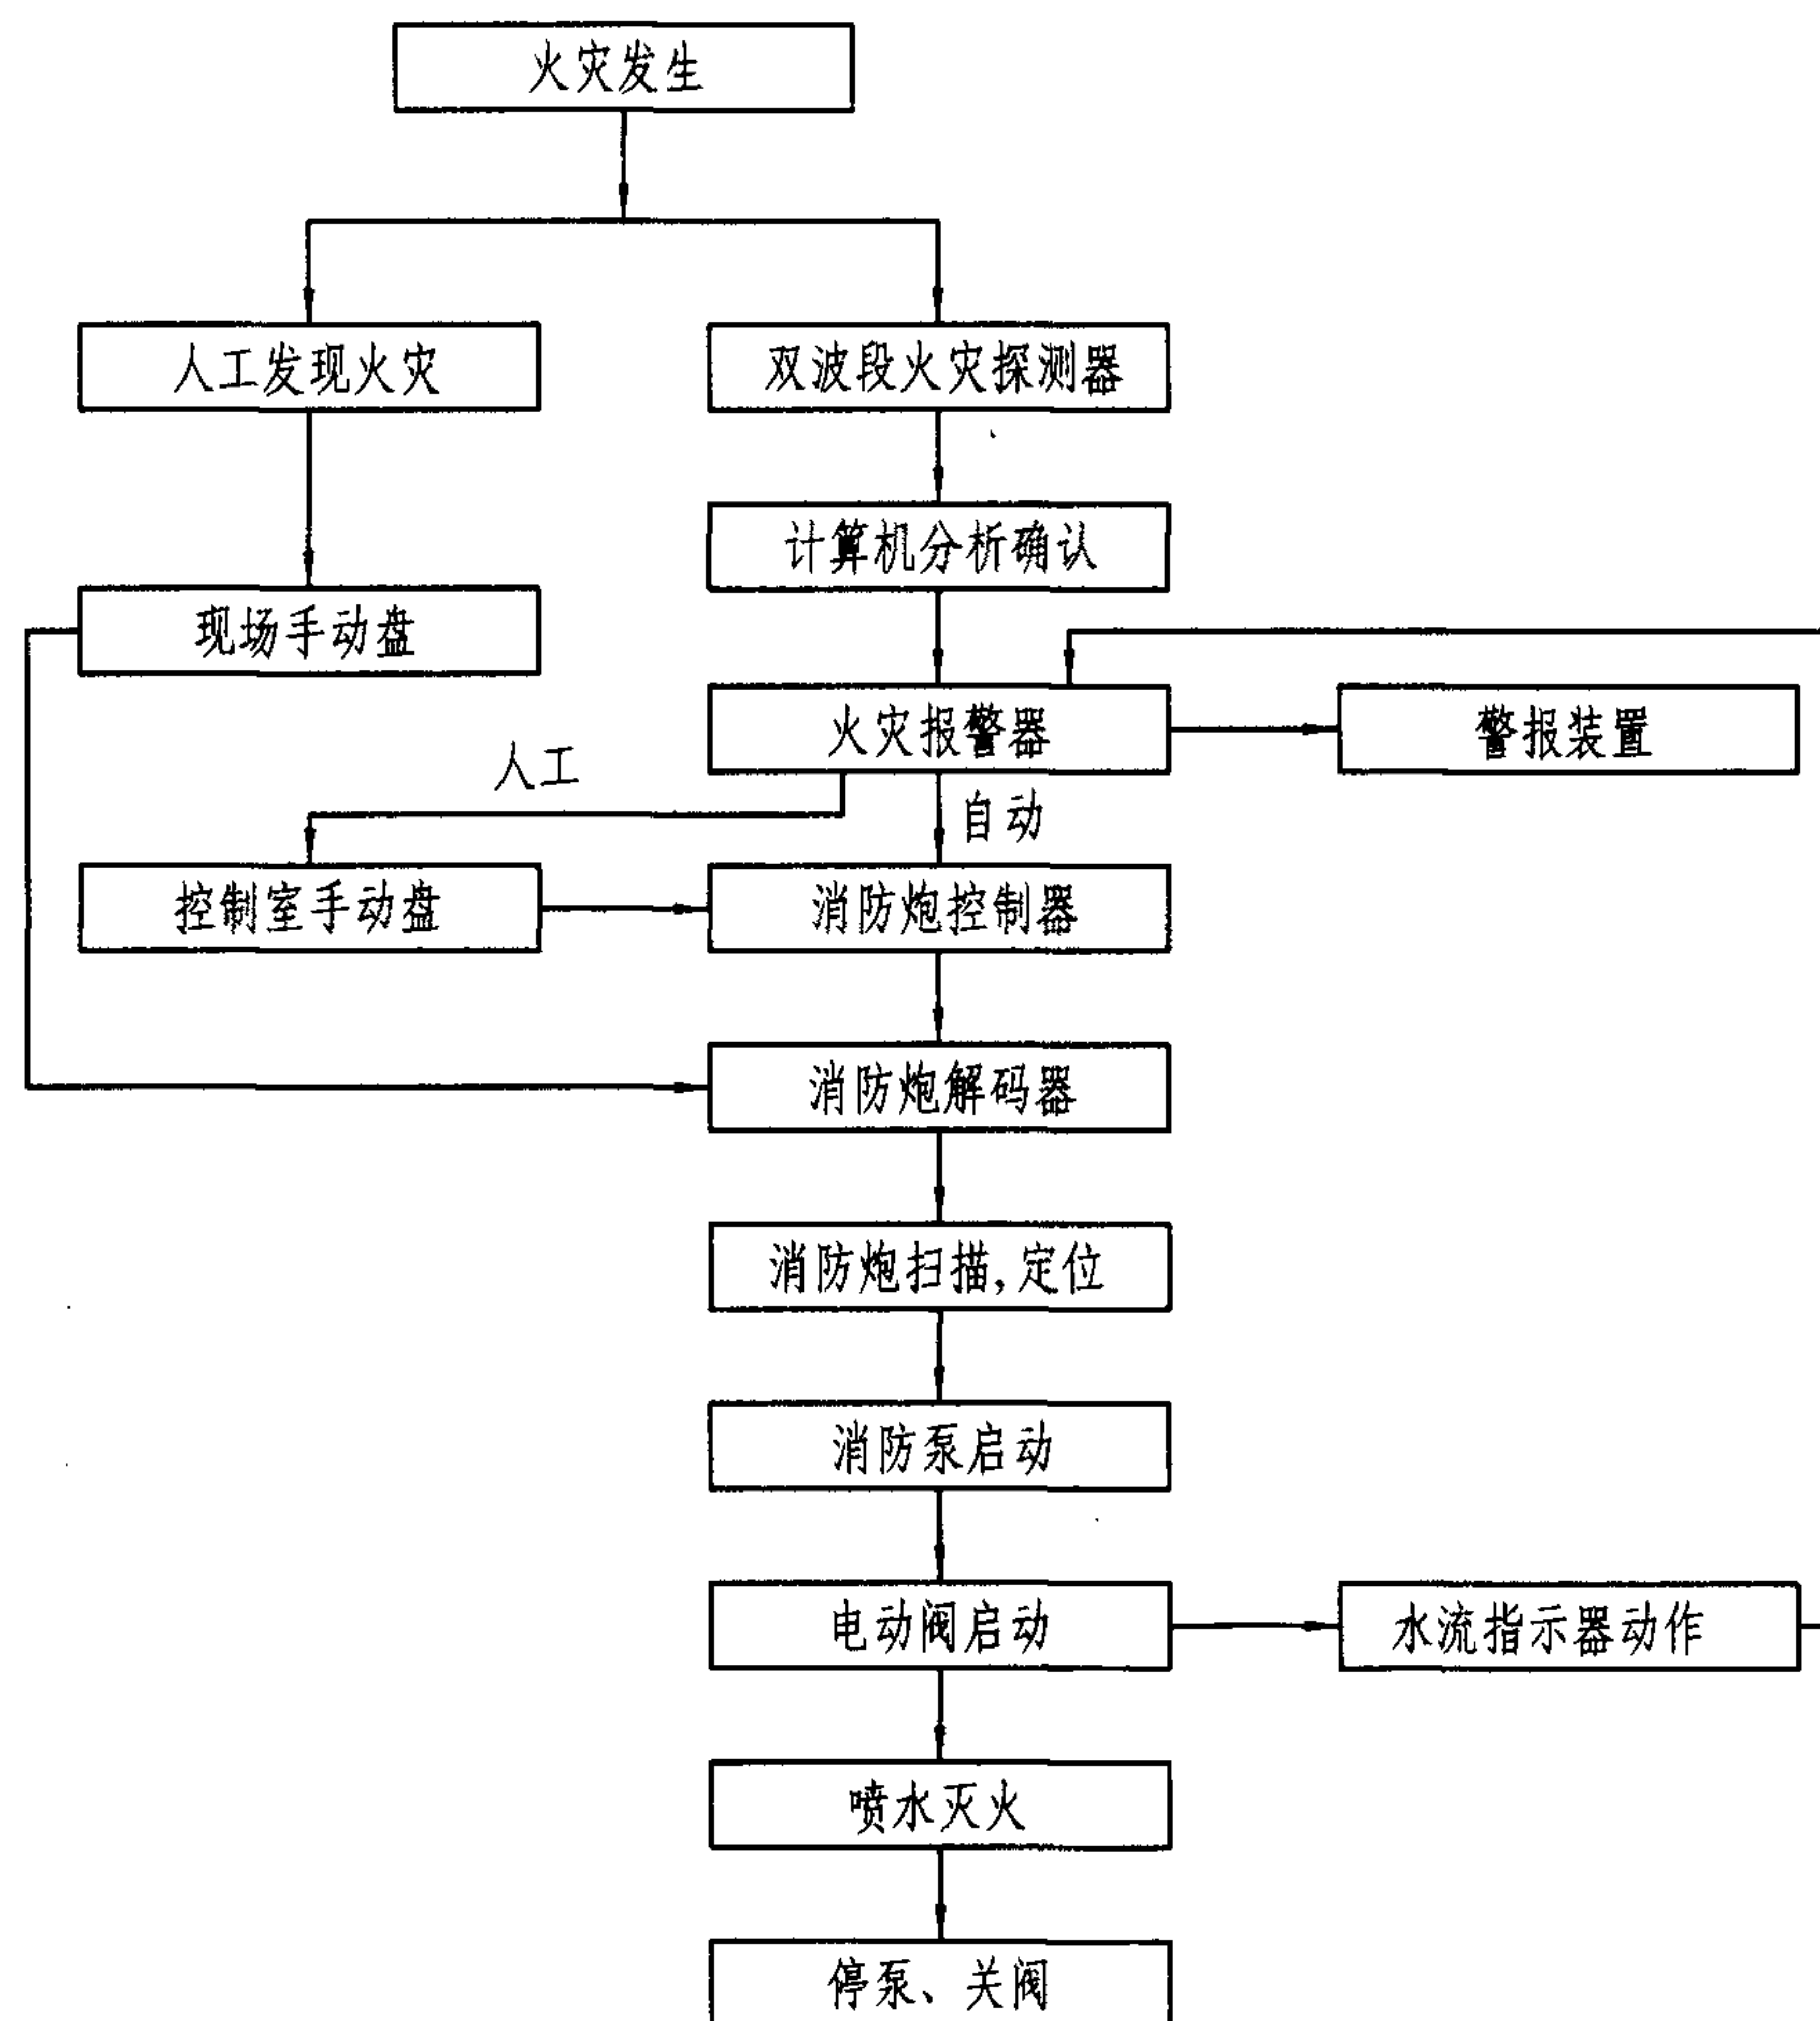 火灾发生
人工发现火灾
双波段火灾探测器
计算机分析确认
现场手动盘
火灾报警器
警报装置
人工
自动
控制室手动盘
消防炮控制器
消防炮解码器
消防炮扫描,定位
消防泵启动
电动阀启动
水流指示器动作
喷水灭火
停泵、关阀